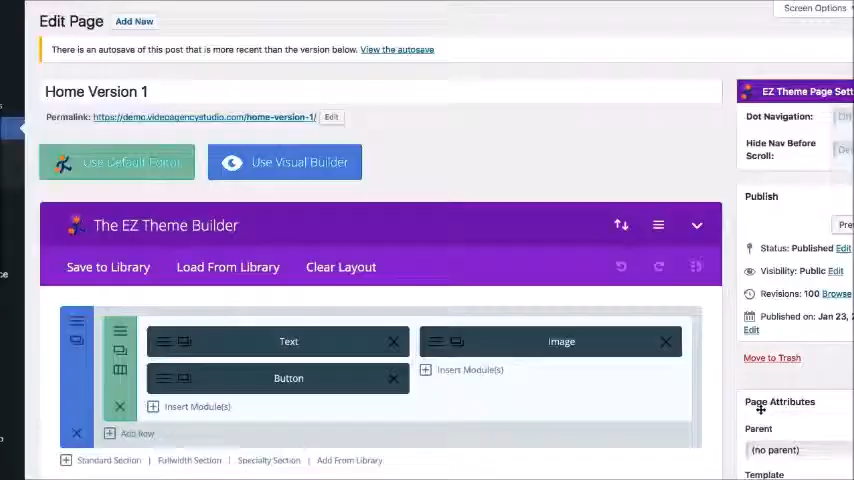 Screen Options
Edit Page Add New
There is an autosave of this post that is more recent than the version below. View the autosave
Home Version 1
Permalink: https://demo.videoagencystudio.com/home-version-1/ Edit
Use Default Editor Use Visual Builder
The EZ Theme Builder
Save to Library Load From Library Clear Layout
Text Image
Insert Module(s)
Button
Insert Module(s)
Add Row
Standard Section | Fullwidth Section | Specialty Section | Add From Library
EZ Theme Page Sett
Dot Navigation:
Hide Nav Before
Scroll:
Publish
Pre
Status: Published Edit
Visibility: Public Edit
Revisions: 100 Browse
Published on: Jan 23, 2
Edit
Move to Trash
Page Attributes
Parent
(no parent)
Template